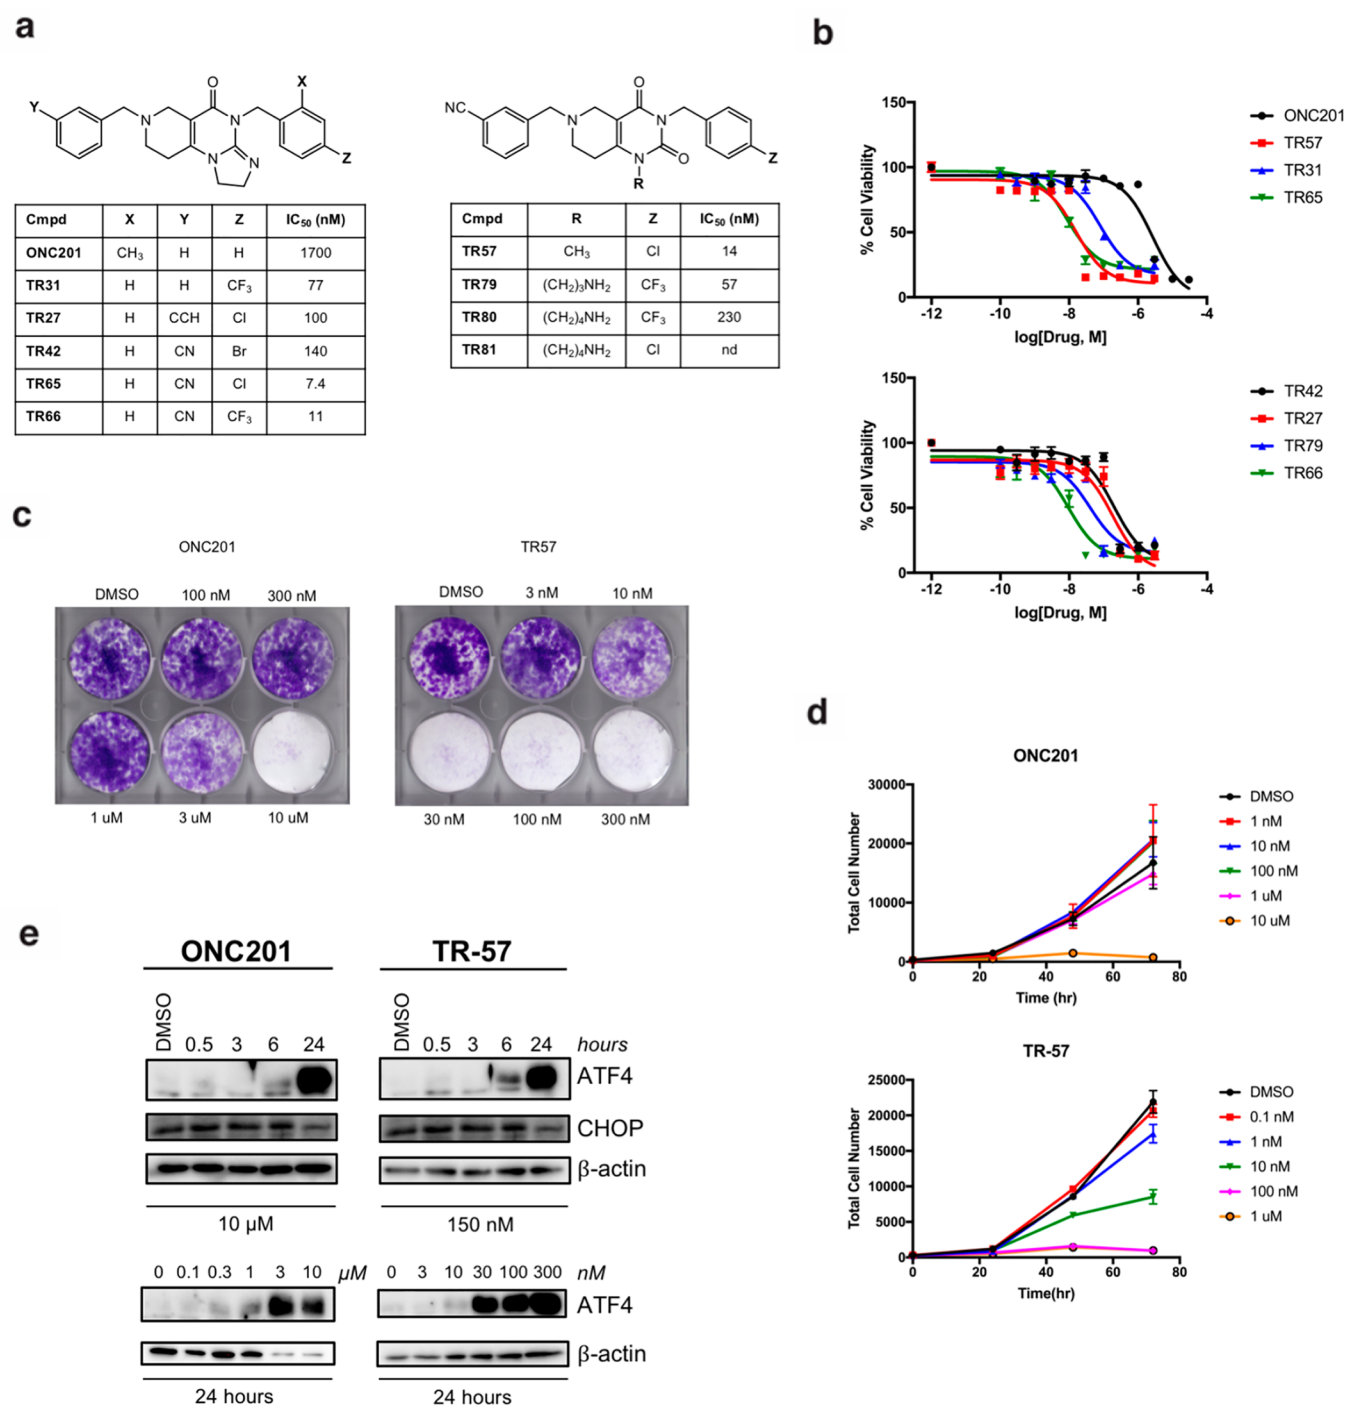 a
Y
N
O
N
X
N
N
Z
Cmpd X Y Z IC50 (nM)
ONC201 CH3 H H 1700
TR31 H H CF3 77
TR27 H CCH Cl 100
TR42 H CN Br 140
TR65 H CN Cl 7.4
TR66 H CN CF3 11
NC
N
O
N
N
O
R
Z
Cmpd R Z IC50 (nM)
TR57 CH3 Cl 14
TR79 (CH2)3NH2 CF3 57
TR80 (CH2)4NH2 CF3 230
TR81 (CH2)4NH2 Cl nd
b
% Cell Viability
150
100
50
0
-12 -10 -8 -6 -4
log[Drug, M]
ONC201
TR57
TR31
TR65
% Cell Viability
150
100
50
0
-12 -10 -8 -6 -4
log[Drug, M]
TR42
TR27
TR79
TR66
c
ONC201
DMSO 100 nM 300 nM
1 uM 3 uM 10 uM
TR57
DMSO 3 nM 10 nM
30 nM 100 nM 300 nM
d
ONC201
Total Cell Number
30000
20000
10000
0
0 20 40 60 80
Time (hr)
DMSO
1 nM
10 nM
100 nM
1 uM
10 uM
TR-57
Total Cell Number
25000
20000
15000
10000
5000
0
0 20 40 60 80
Time(hr)
DMSO
0.1 nM
1 nM
10 nM
100 nM
1 uM
e
ONC201 TR-57
DMSO 0.5 3 6 24 DMSO 0.5 3 6 24 hours
ATF4
CHOP
β-actin
10 µM 150 nM
0 0.1 0.3 1 3 10 µM 0 3 10 30 100 300 nM
ATF4
β-actin
24 hours 24 hours